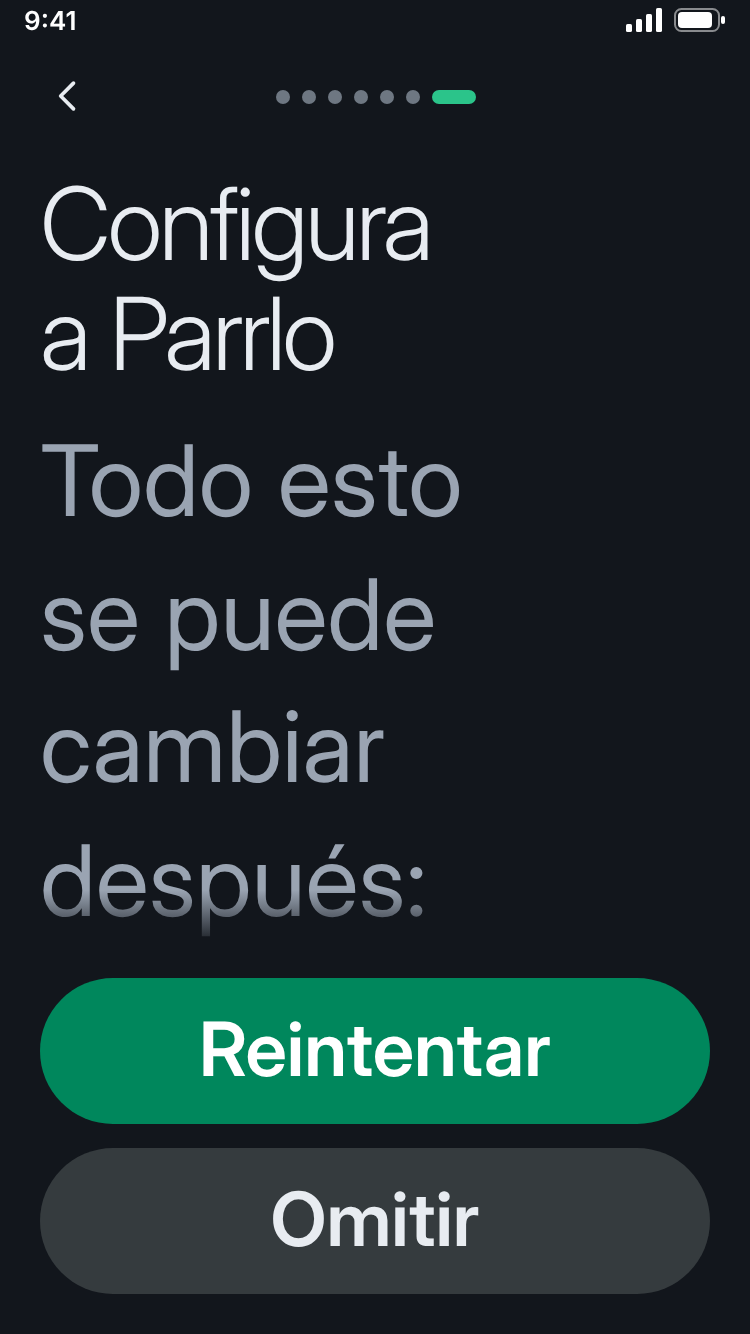 9:41
Configura
a Parrlo
Todo esto
se puede
cambiar
después:
Reintentar
Omitir